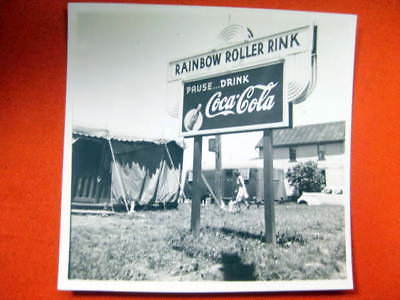 RAINBOW ROLLER RINK
PAUSE... DRINK
Coca-Cola